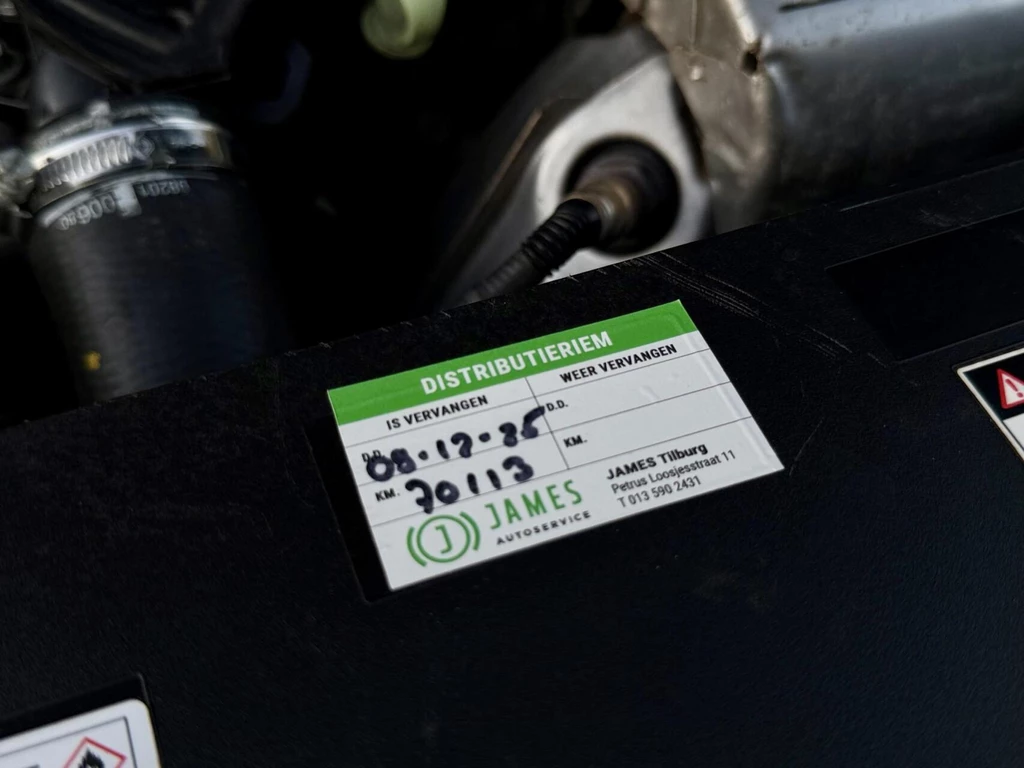 DISTRIBUTIERIEM
IS VERVANGEN
WEER VERVANGEN
D.D. 08-12-25
D.D.
KM. 70113
KM.
J JAMES
AUTOSERVICE
JAMES Tilburg
Petrus Loosjesstraat 11
T 013 590 2431